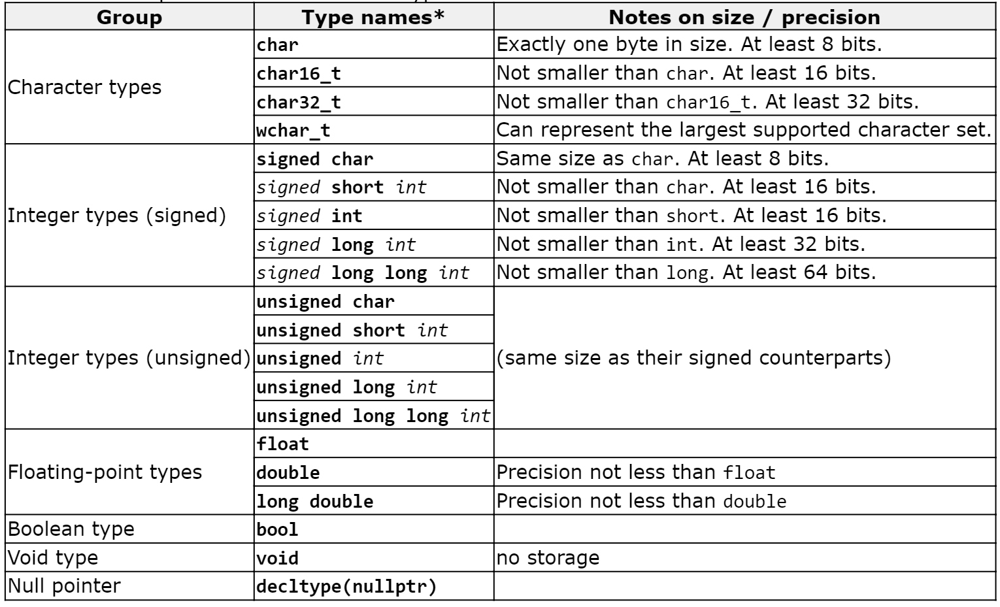 Group Type names* Notes on size / precision
Character types
char Exactly one byte in size. At least 8 bits.
char16_t Not smaller than char. At least 16 bits.
char32_t Not smaller than char16_t. At least 32 bits.
wchar_t Can represent the largest supported character set.
Integer types (signed)
signed char Same size as char. At least 8 bits.
signed short int Not smaller than char. At least 16 bits.
signed int Not smaller than short. At least 16 bits.
signed long int Not smaller than int. At least 32 bits.
signed long long int Not smaller than long. At least 64 bits.
Integer types (unsigned)
unsigned char
unsigned short int
unsigned int
unsigned long int
unsigned long long int
(same size as their signed counterparts)
Floating-point types
float
double Precision not less than float
long double Precision not less than double
Boolean type bool
Void type void no storage
Null pointer decltype(nullptr)